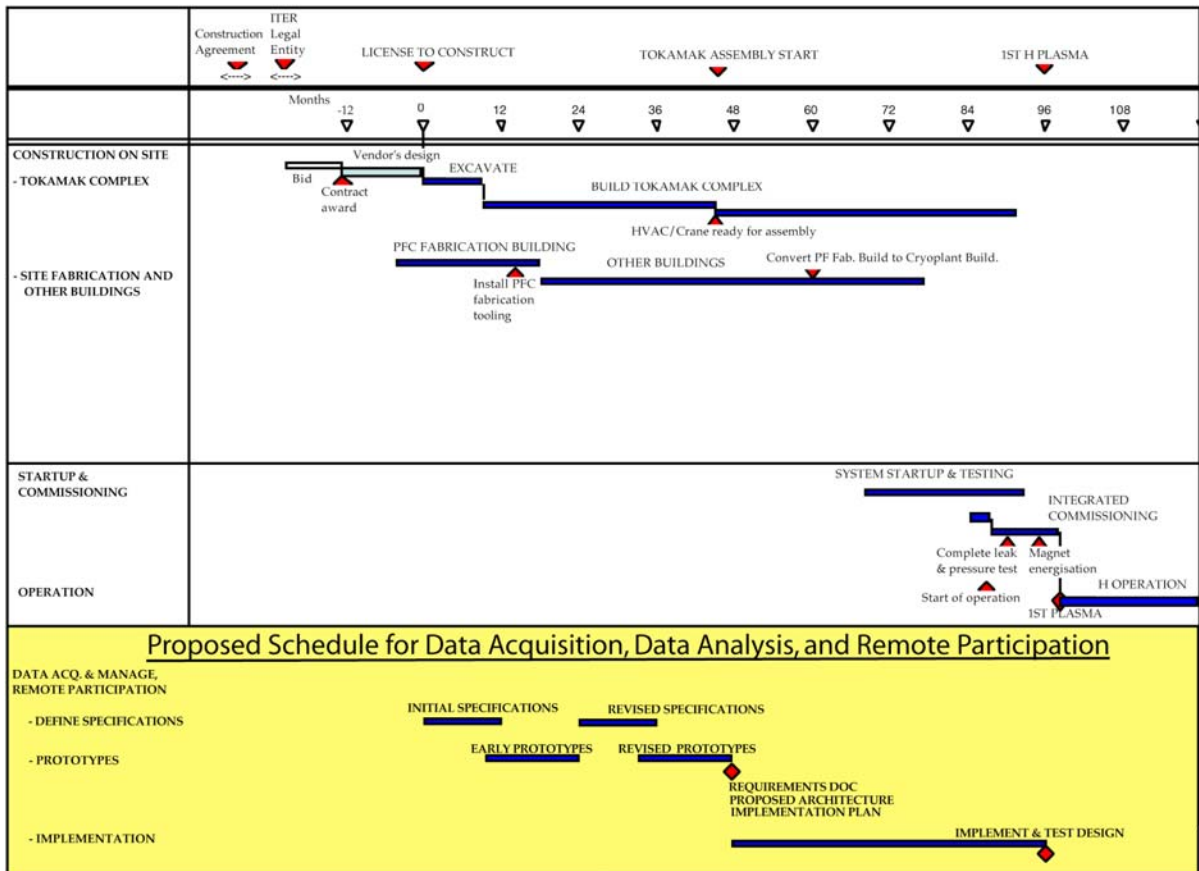 Construction
Agreement
<---->
ITER
Legal
Entity
<---->
LICENSE TO CONSTRUCT
TOKAMAK ASSEMBLY START
1ST H PLASMA
Months
-12 0 12 24 36 48 60 72 84 96 108
CONSTRUCTION ON SITE
- TOKAMAK COMPLEX
Vendor's design
Bid
Contract
award
EXCAVATE
BUILD TOKAMAK COMPLEX
HVAC/Crane ready for assembly
- SITE FABRICATION AND
OTHER BUILDINGS
PFC FABRICATION BUILDING
Install PFC
fabrication
tooling
OTHER BUILDINGS
Convert PF Fab. Build to Cryoplant Build.
STARTUP &
COMMISSIONING
SYSTEM STARTUP & TESTING
INTEGRATED
COMMISSIONING
Complete leak
& pressure test
Magnet
energisation
OPERATION
Start of operation
H OPERATION
1ST PLASMA
Proposed Schedule for Data Acquisition, Data Analysis, and Remote Participation
DATA ACQ. & MANAGE,
REMOTE PARTICIPATION
- DEFINE SPECIFICATIONS
INITIAL SPECIFICATIONS
REVISED SPECIFICATIONS
- PROTOTYPES
EARLY PROTOTYPES
REVISED PROTOTYPES
REQUIREMENTS DOC
PROPOSED ARCHITECTURE
IMPLEMENTATION PLAN
- IMPLEMENTATION
IMPLEMENT & TEST DESIGN